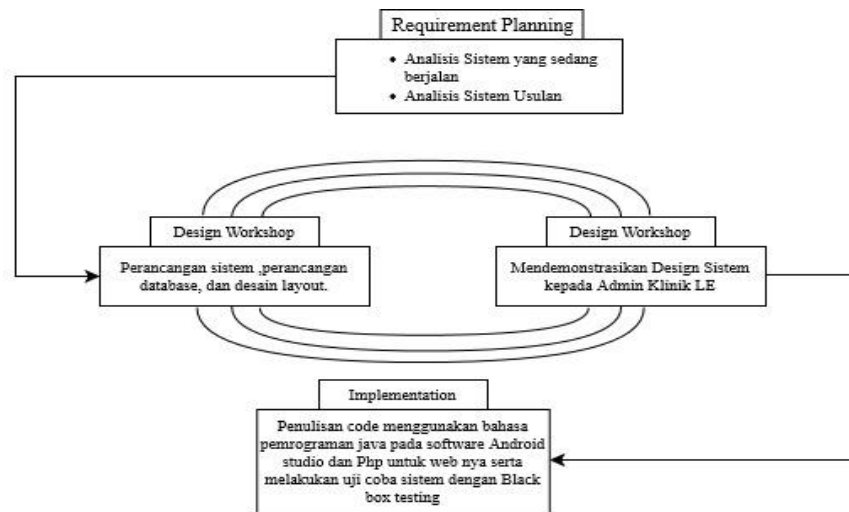 Requirement Planning
• Analisis Sistem yang sedang
berjalan
• Analisis Sistem Usulan
Design Workshop
Perancangan sistem ,perancangan
database, dan desain layout.
Design Workshop
Mendemonstrasikan Design Sistem
kepada Admin Klinik LE
Implementation
Penulisan code menggunakan bahasa
pemrograman java pada software Android
studio dan Php untuk web nya serta
melakukan uji coba sistem dengan Black
box testing